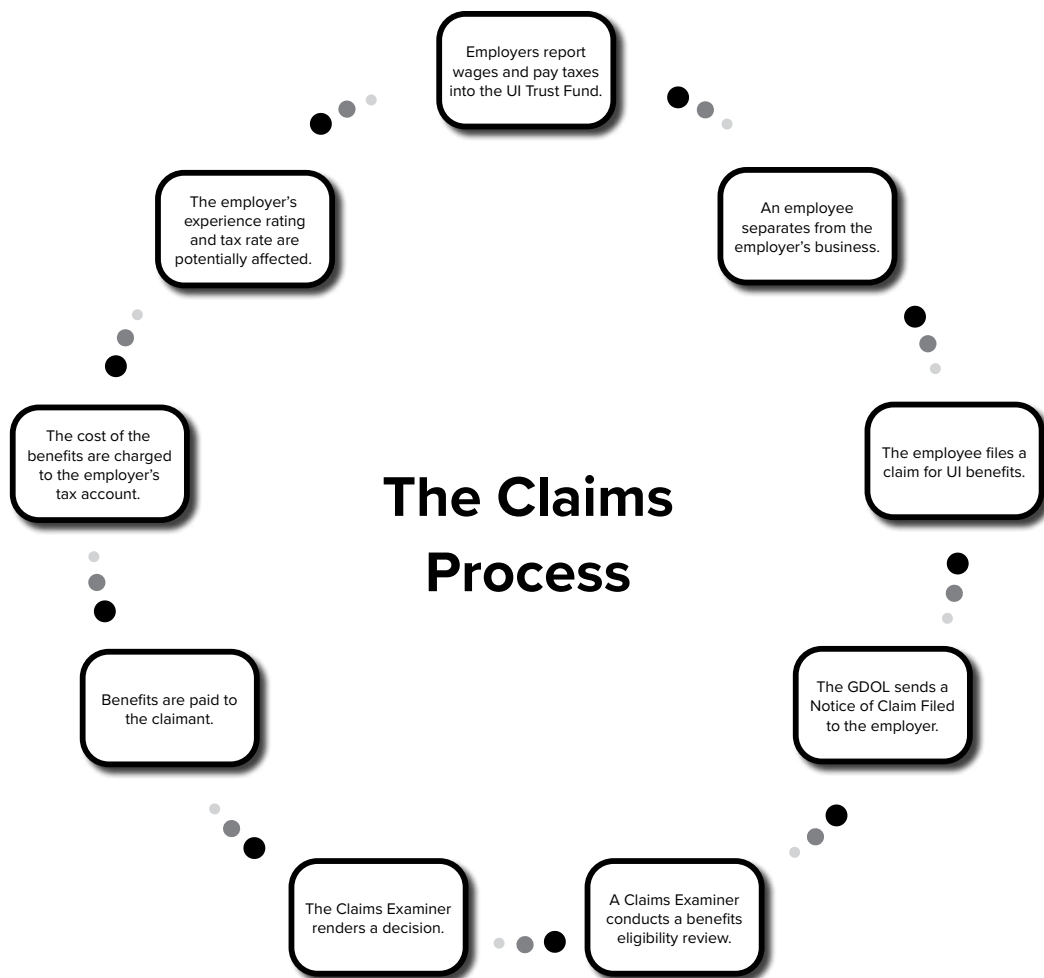 Employers report
wages and pay taxes
into the UI Trust Fund.
An employee
separates from the
employer’s business.
The employee files a
claim for UI benefits.
The GDOL sends a
Notice of Claim Filed
to the employer.
A Claims Examiner
conducts a benefits
eligibility review.
The Claims Examiner
renders a decision.
Benefits are paid to
the claimant.
The cost of the
benefits are charged
to the employer’s
tax account.
The employer’s
experience rating
and tax rate are
potentially affected.
The Claims
Process